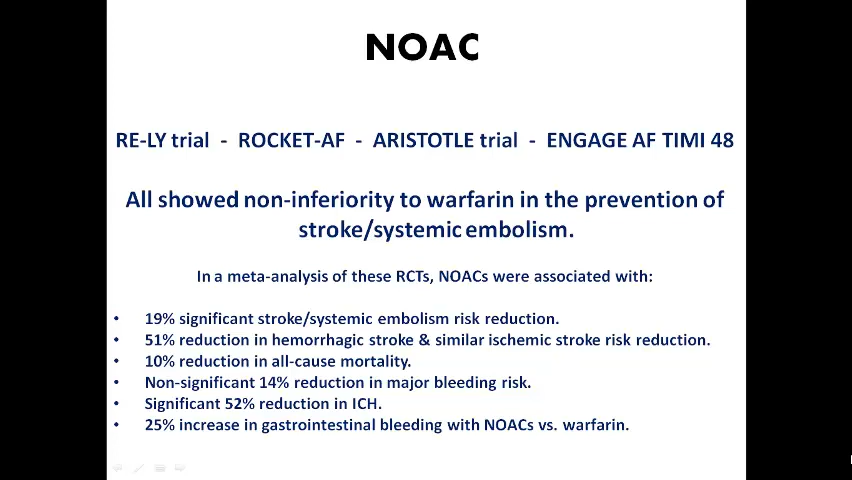 NOAC
RE-LY trial - ROCKET-AF - ARISTOTLE trial - ENGAGE AF TIMI 48
All showed non-inferiority to warfarin in the prevention of
stroke/systemic embolism.
In a meta-analysis of these RCTs, NOACs were associated with:
• 19% significant stroke/systemic embolism risk reduction.
• 51% reduction in hemorrhagic stroke & similar ischemic stroke risk reduction.
• 10% reduction in all-cause mortality.
• Non-significant 14% reduction in major bleeding risk.
• Significant 52% reduction in ICH.
• 25% increase in gastrointestinal bleeding with NOACs vs. warfarin.